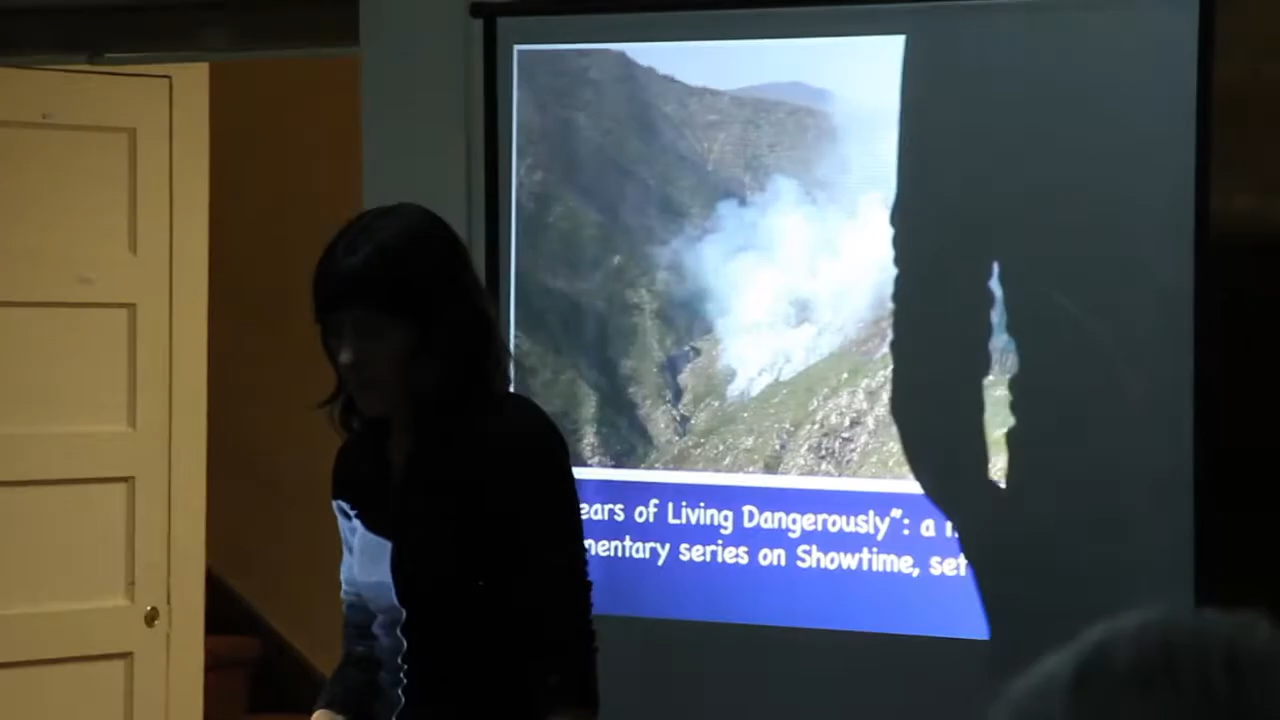 ears of Living Dangerously”: a
mentary series on Showtime, set